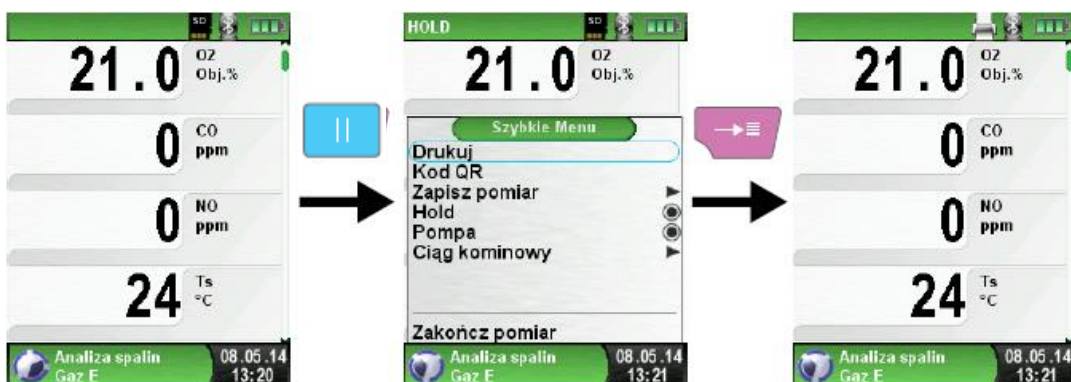 SD
21.0
O2
Obj.%
0
CO
ppm
0
NO
ppm
24
Ts
°C
Analiza spalin
Gaz E
08.05.14
13:20
HOLD
SD
21.0
O2
Obj.%
Szybkie Menu
Drukuj
Kod QR
Zapisz pomiar
Hold
Pompa
Ciąg kominowy
Zakończ pomiar
Analiza spalin
Gaz E
08.05.14
13:21
21.0
O2
Obj.%
0
CO
ppm
0
NO
ppm
24
Ts
°C
Analiza spalin
Gaz E
08.05.14
13:21